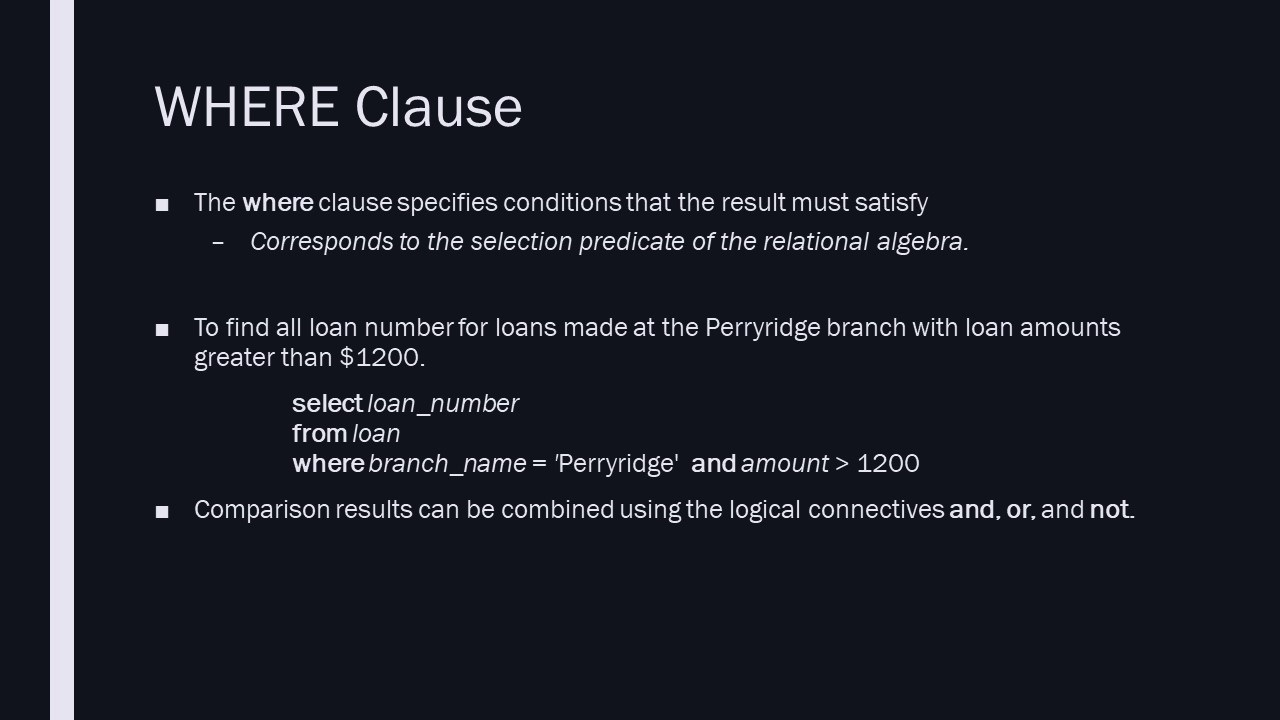 WHERE Clause
■ The where clause specifies conditions that the result must satisfy
– Corresponds to the selection predicate of the relational algebra.
■ To find all loan number for loans made at the Perryridge branch with loan amounts
greater than $1200.
select loan_number
from loan
where branch_name = 'Perryridge' and amount > 1200
■ Comparison results can be combined using the logical connectives and, or, and not.